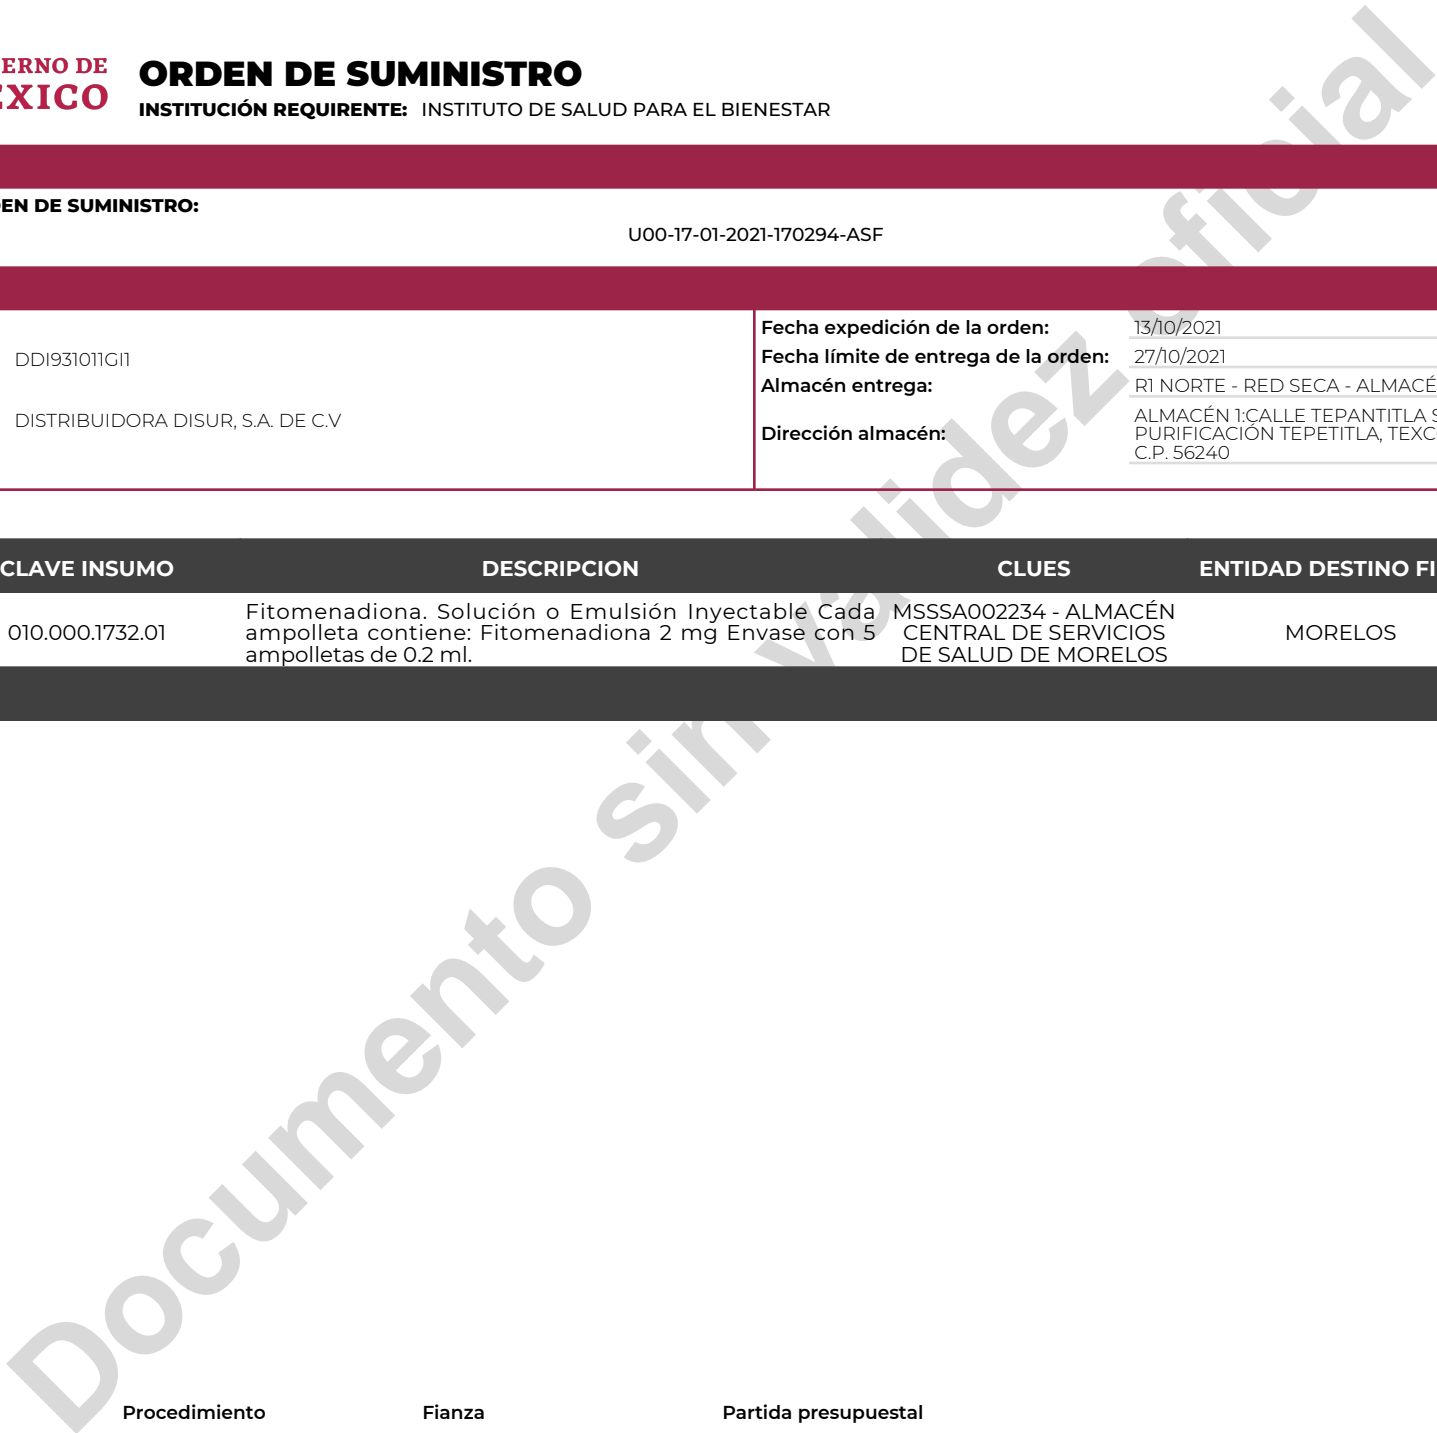 ERNO DE
EXICO
ORDEN DE SUMINISTRO
INSTITUCIÓN REQUIRENTE: INSTITUTO DE SALUD PARA EL BIENESTAR
EN DE SUMINISTRO:
U00-17-01-2021-170294-ASF
DDI931011GI1
DISTRIBUIDORA DISUR, S.A. DE C.V
Fecha expedición de la orden: 13/10/2021
Fecha límite de entrega de la orden: 27/10/2021
Almacén entrega: R1 NORTE - RED SECA - ALMACÉ
Dirección almacén:
ALMACÉN 1:CALLE TEPANTITLA S
PURIFICACIÓN TEPETITLA, TEXC
C.P. 56240
CLAVE INSUMO DESCRIPCION CLUES ENTIDAD DESTINO FI
010.000.1732.01
Fitomenadiona. Solución o Emulsión Inyectable Cada
ampolleta contiene: Fitomenadiona 2 mg Envase con 5
ampolletas de 0.2 ml.
MSSSA002234 - ALMACÉN
CENTRAL DE SERVICIOS
DE SALUD DE MORELOS
MORELOS
Documento sin validez oficial
Procedimiento Fianza Partida presupuestal